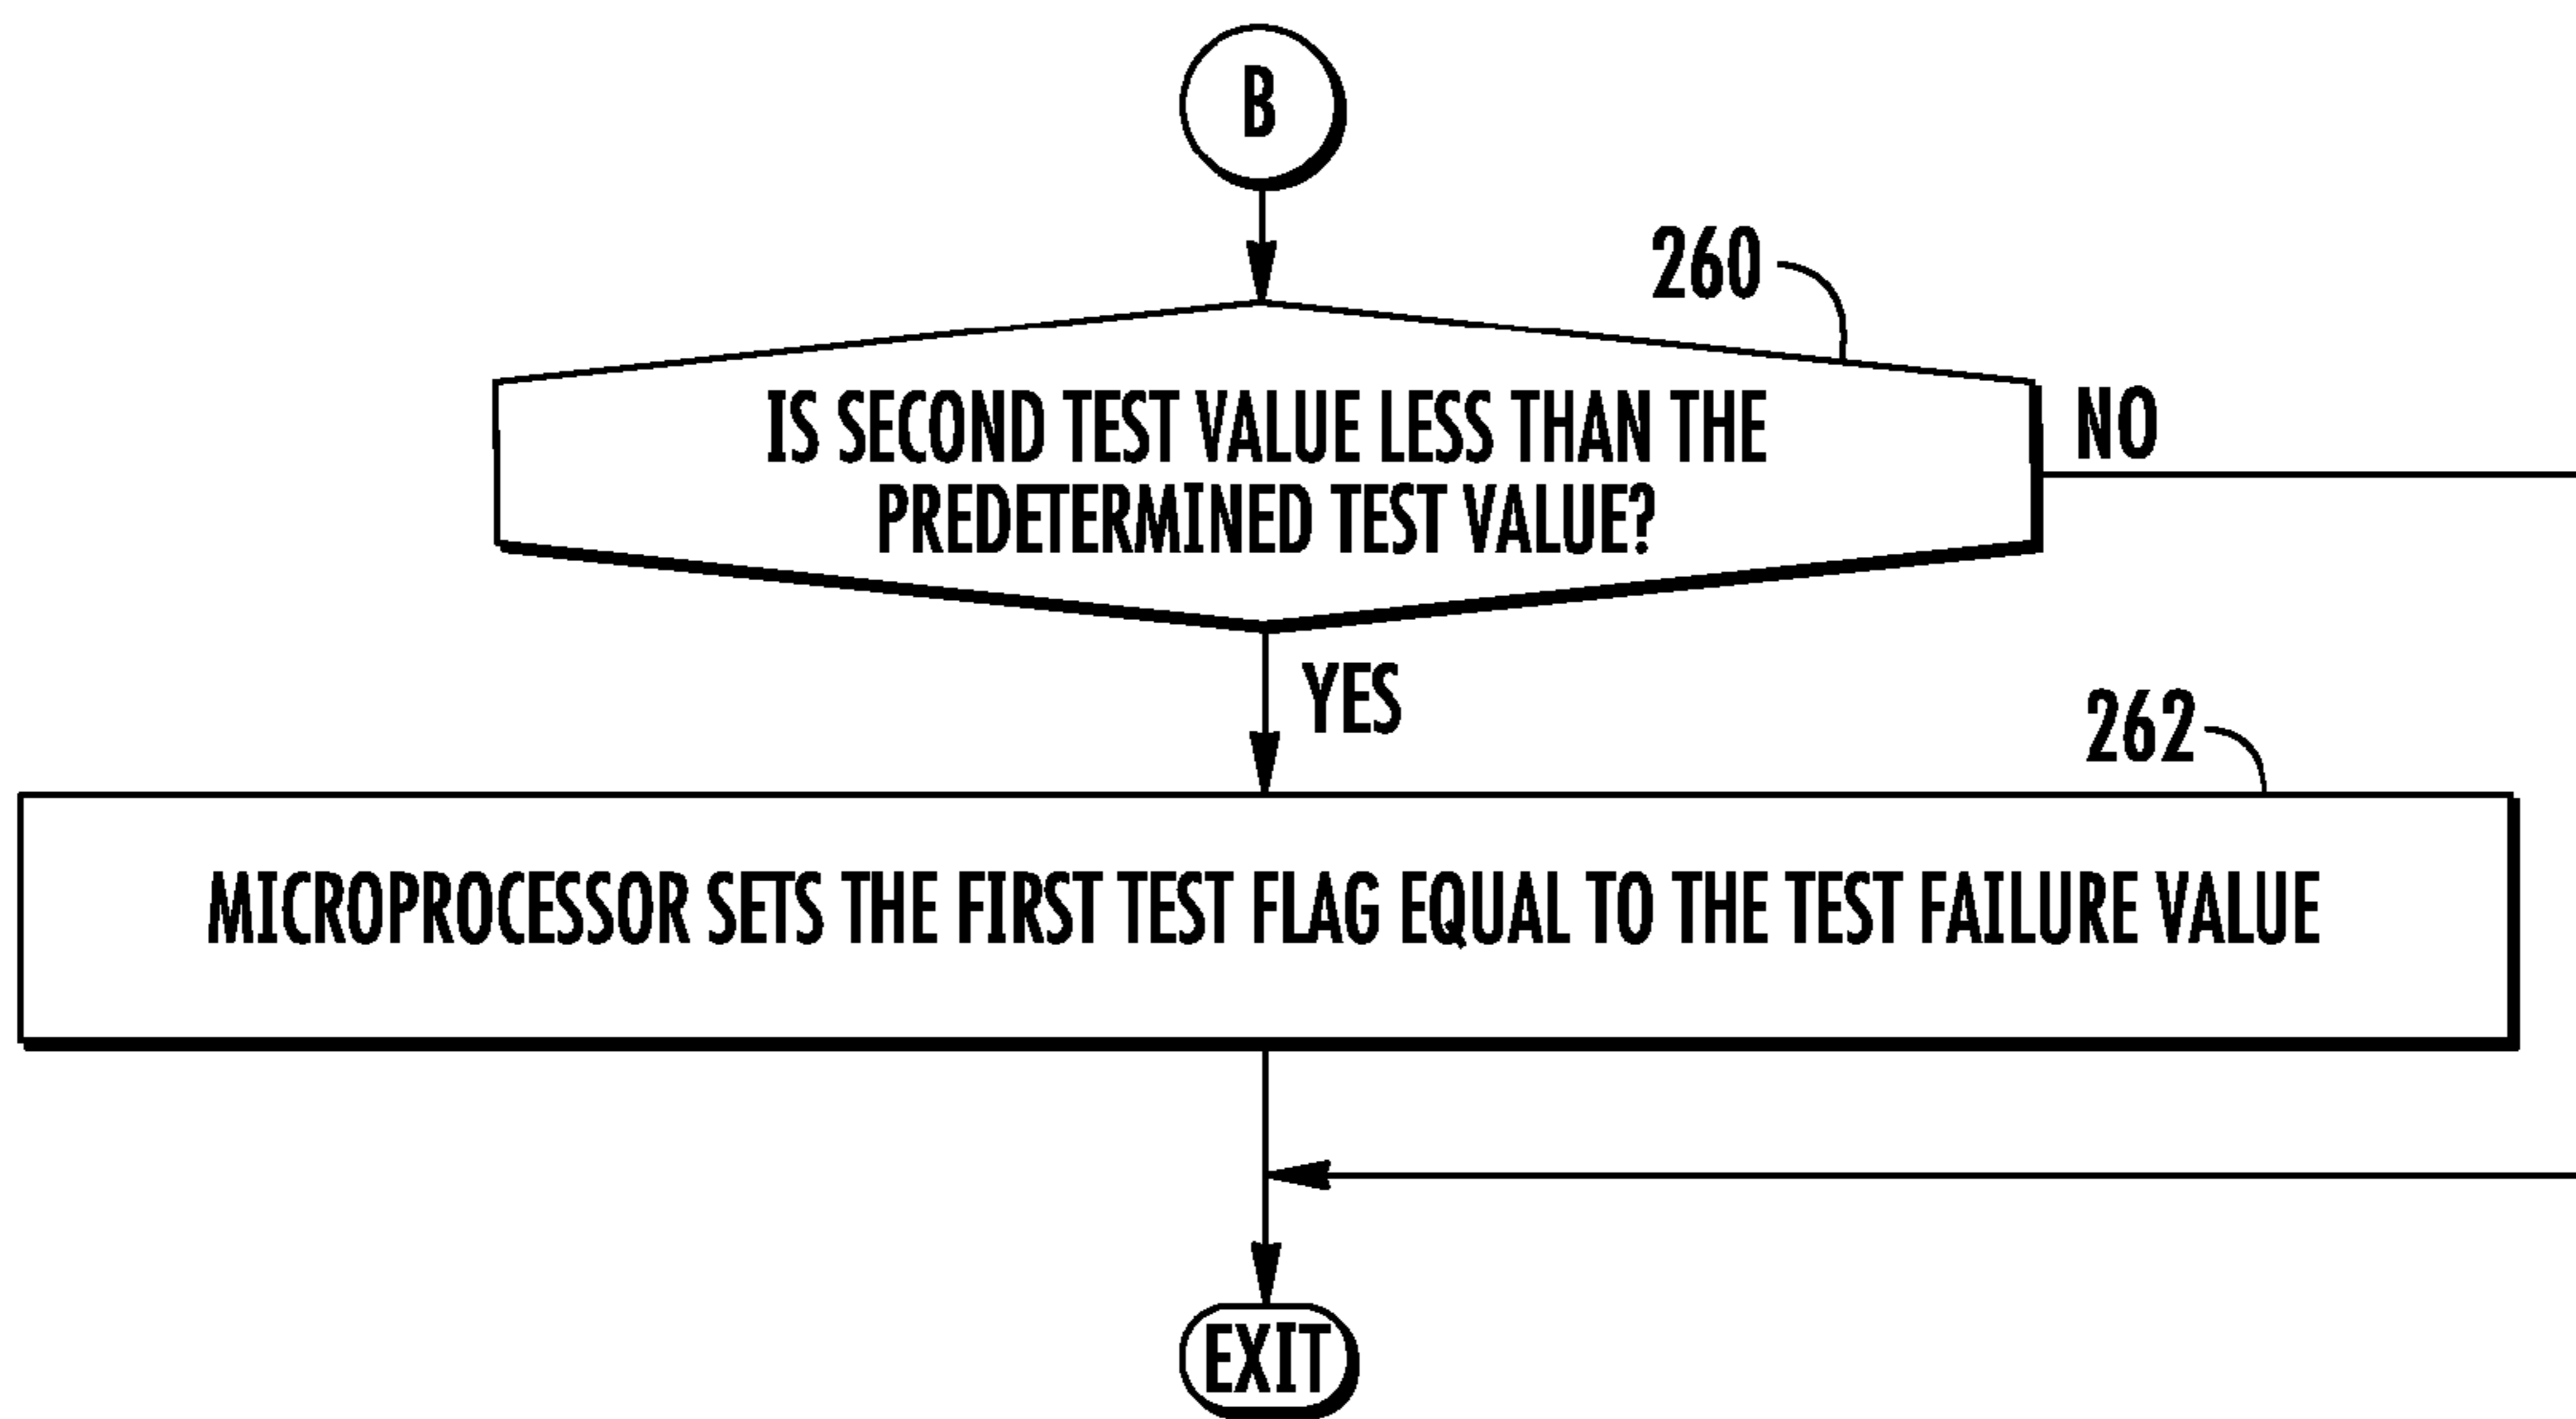 B
260
IS SECOND TEST VALUE LESS THAN THE
PREDETERMINED TEST VALUE?
NO
YES
262
MICROPROCESSOR SETS THE FIRST TEST FLAG EQUAL TO THE TEST FAILURE VALUE
EXIT